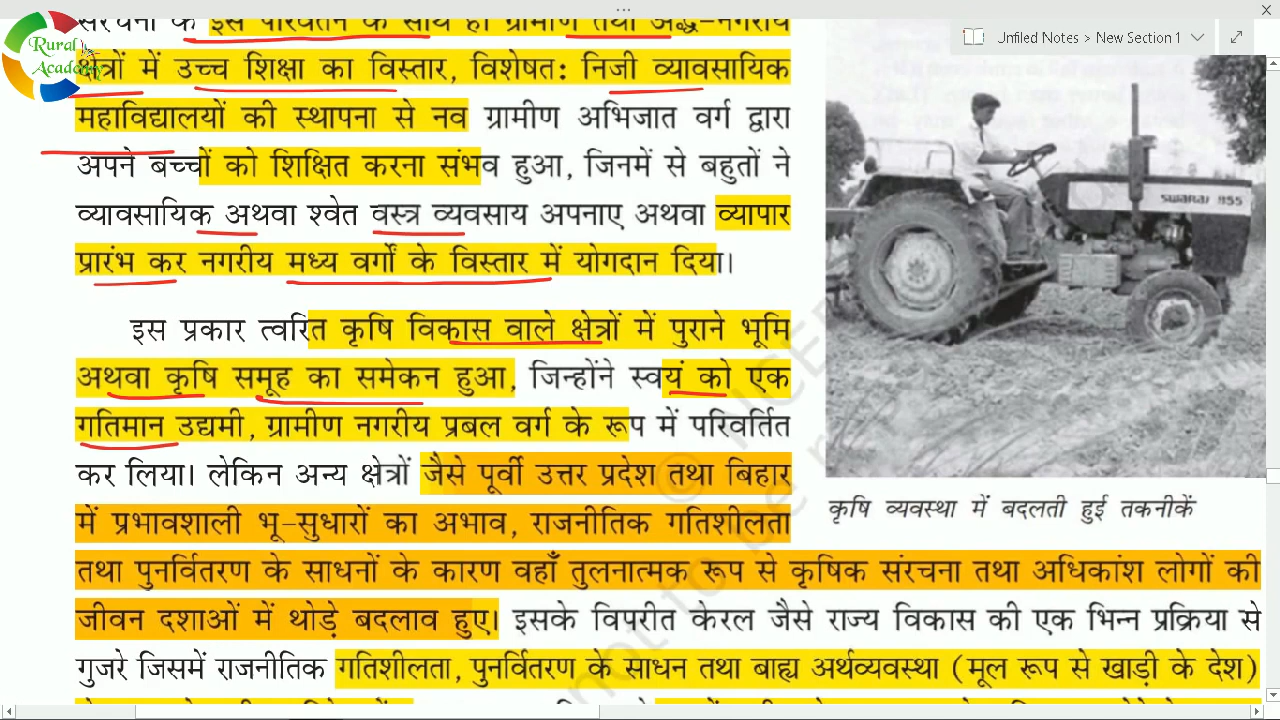 संरचना के इस परिवर्तन के साथ ही ग्रामीण तथा अर्द्ध-नगरीय
क्षेत्रों में उच्च शिक्षा का विस्तार, विशेषत: निजी व्यावसायिक
महाविद्यालयों की स्थापना से नव ग्रामीण अभिजात वर्ग द्वारा
अपने बच्चों को शिक्षित करना संभव हुआ, जिनमें से बहुतों ने
व्यावसायिक अथवा श्वेत वस्त्र व्यवसाय अपनाए अथवा व्यापार
प्रारंभ कर नगरीय मध्य वर्गों के विस्तार में योगदान दिया।
इस प्रकार त्वरित कृषि विकास वाले क्षेत्रों में पुराने भूमि
अथवा कृषि समूह का समेकन हुआ, जिन्होंने स्वयं को एक
गतिमान उद्यमी, ग्रामीण नगरीय प्रबल वर्ग के रूप में परिवर्तित
कर लिया। लेकिन अन्य क्षेत्रों जैसे पूर्वी उत्तर प्रदेश तथा बिहार
में प्रभावशाली भू-सुधारों का अभाव, राजनीतिक गतिशीलता
तथा पुनर्वितरण के साधनों के कारण वहाँ तुलनात्मक रूप से कृषिक संरचना तथा अधिकांश लोगों की
जीवन दशाओं में थोड़े बदलाव हुए। इसके विपरीत केरल जैसे राज्य विकास की एक भिन्न प्रक्रिया से
गुजरे जिसमें राजनीतिक गतिशीलता, पुनर्वितरण के साधन तथा बाह्य अर्थव्यवस्था (मूल रूप से खाड़ी के देश)
Rural
Academy
Unfiled Notes > New Section 1
SWARAJ 855
कृषि व्यवस्था में बदलती हुई तकनीकें
© NCE
not to be r